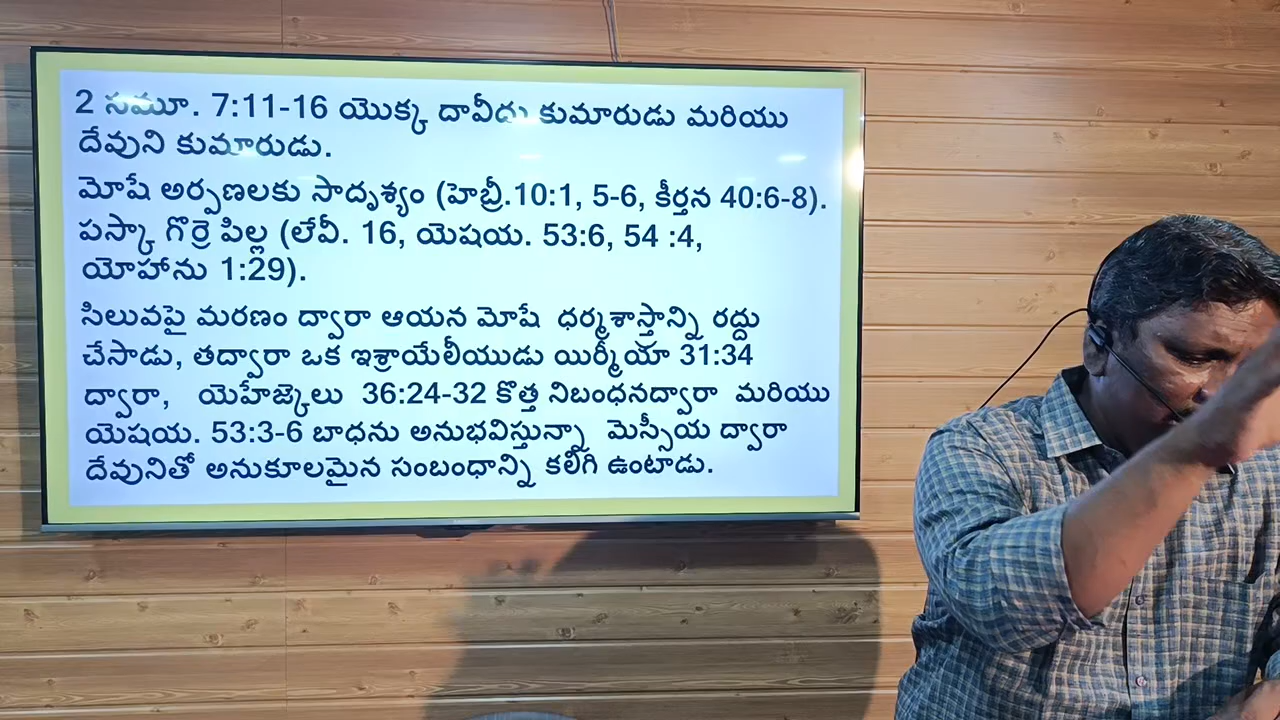 2 సమూ. 7:11-16 యొక్క దావీదు కుమారుడు మరియు
దేవుని కుమారుడు.
మోషే అర్పణలకు సాదృశ్యం (హెబ్రీ.10:1, 5-6, కీర్తన 40:6-8).
పస్కా గొర్రె పిల్ల (లేవీ. 16, యెషయ. 53:6, 54 :4,
యోహాను 1:29).
సిలువపై మరణం ద్వారా ఆయన మోషే ధర్మశాస్త్రాన్ని రద్దు
చేసాడు, తద్వారా ఒక ఇశ్రాయేలీయుడు యిర్మీయా 31:34
ద్వారా, యెహేజ్కెలు 36:24-32 కొత్త నిబంధనద్వారా మరియు
యెషయ. 53:3-6 బాధను అనుభవిస్తున్నా మెస్సీయ ద్వారా
దేవునితో అనుకూలమైన సంబంధాన్ని కలిగి ఉంటాడు.